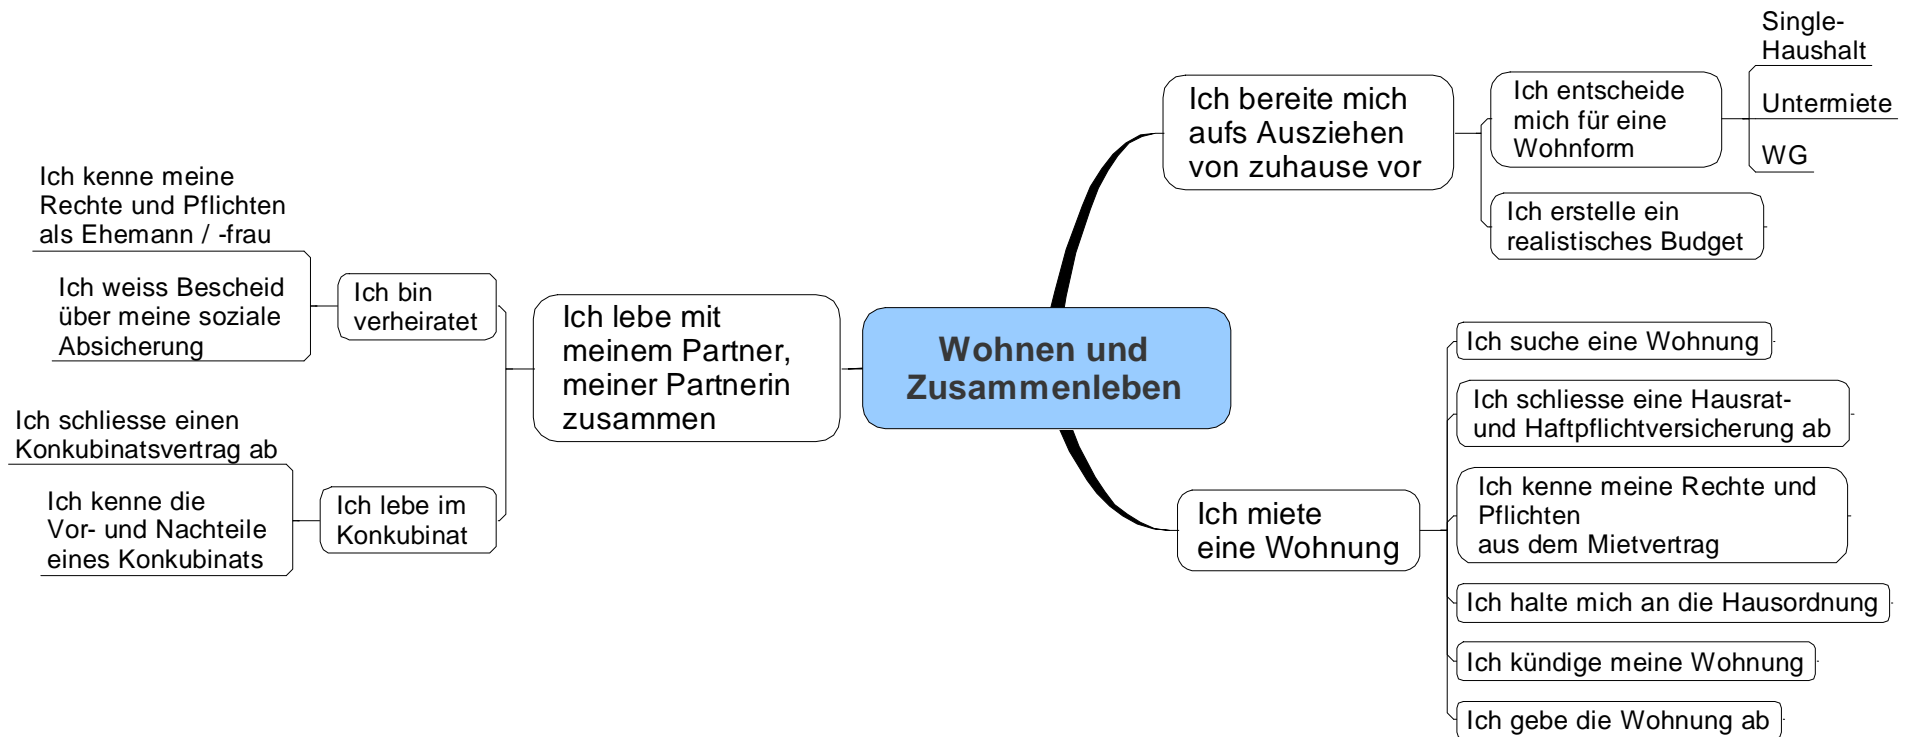 Wohnen und
Zusammenleben
Ich bereite mich
aufs Ausziehen
von zuhause vor
Ich entscheide
mich für eine
Wohnform
Single-
Haushalt
Untermiete
WG
Ich erstelle ein
realistisches Budget
Ich miete
eine Wohnung
Ich suche eine Wohnung
Ich schliesse eine Hausrat-
und Haftpflichtversicherung ab
Ich kenne meine Rechte und
Pflichten
aus dem Mietvertrag
Ich halte mich an die Hausordnung
Ich kündige meine Wohnung
Ich gebe die Wohnung ab
Ich lebe mit
meinem Partner,
meiner Partnerin
zusammen
Ich bin
verheiratet
Ich kenne meine
Rechte und Pflichten
als Ehemann / -frau
Ich weiss Bescheid
über meine soziale
Absicherung
Ich lebe im
Konkubinat
Ich schliesse einen
Konkubinatsvertrag ab
Ich kenne die
Vor- und Nachteile
eines Konkubinats